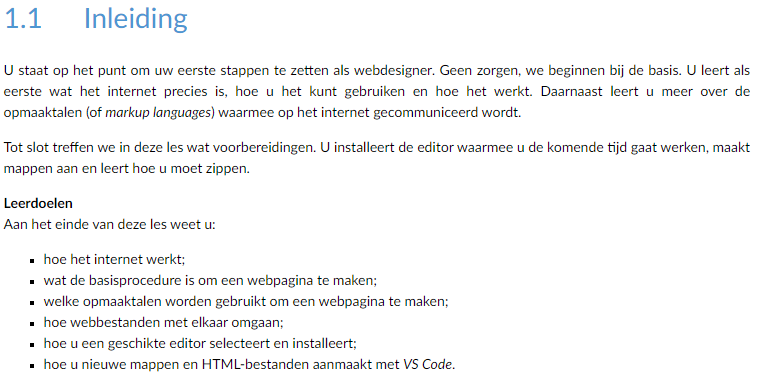 1.1 Inleiding
U staat op het punt om uw eerste stappen te zetten als webdesigner. Geen zorgen, we beginnen bij de basis. U leert als
eerste wat het internet precies is, hoe u het kunt gebruiken en hoe het werkt. Daarnaast leert u meer over de
opmaaktalen (of markup languages) waarmee op het internet gecommuniceerd wordt.
Tot slot treffen we in deze les wat voorbereidingen. U installeert de editor waarmee u de komende tijd gaat werken, maakt
mappen aan en leert hoe u moet zippen.
Leerdoelen
Aan het einde van deze les weet u:
▪ hoe het internet werkt;
▪ wat de basisprocedure is om een webpagina te maken;
▪ welke opmaaktalen worden gebruikt om een webpagina te maken;
▪ hoe webbestanden met elkaar omgaan;
▪ hoe u een geschikte editor selecteert en installeert;
▪ hoe u nieuwe mappen en HTML-bestanden aanmaakt met VS Code.